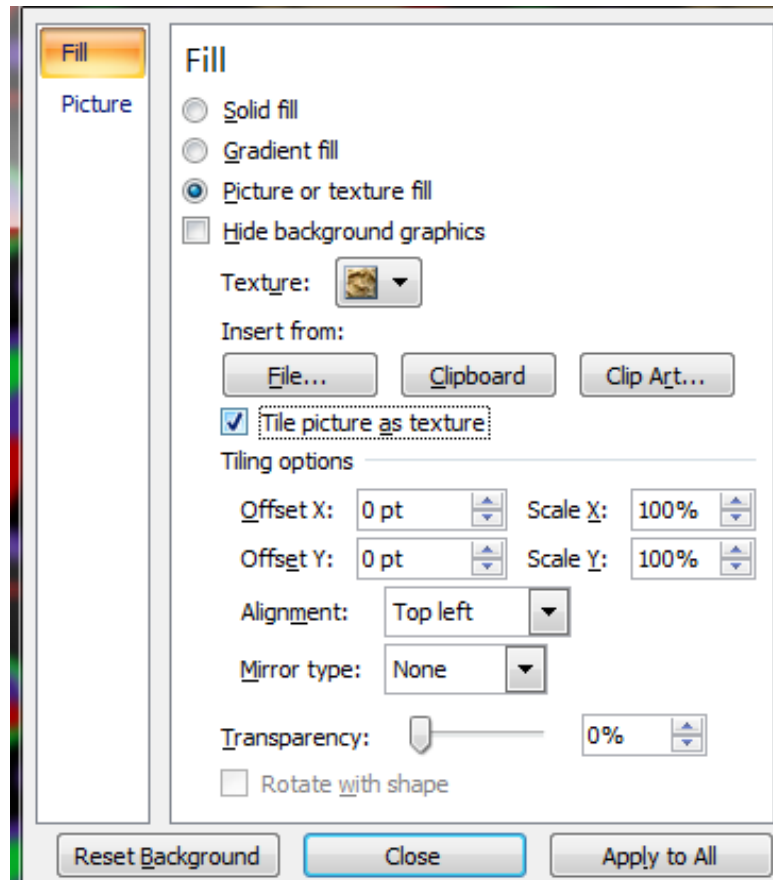 Fill
Picture
Fill
Solid fill
Gradient fill
Picture or texture fill
Hide background graphics
Texture:
Insert from:
File... Clipboard Clip Art...
Tile picture as texture
Tiling options
Offset X: 0 pt Scale X: 100%
Offset Y: 0 pt Scale Y: 100%
Alignment: Top left
Mirror type: None
Transparency: 0%
Rotate with shape
Reset Background Close Apply to All